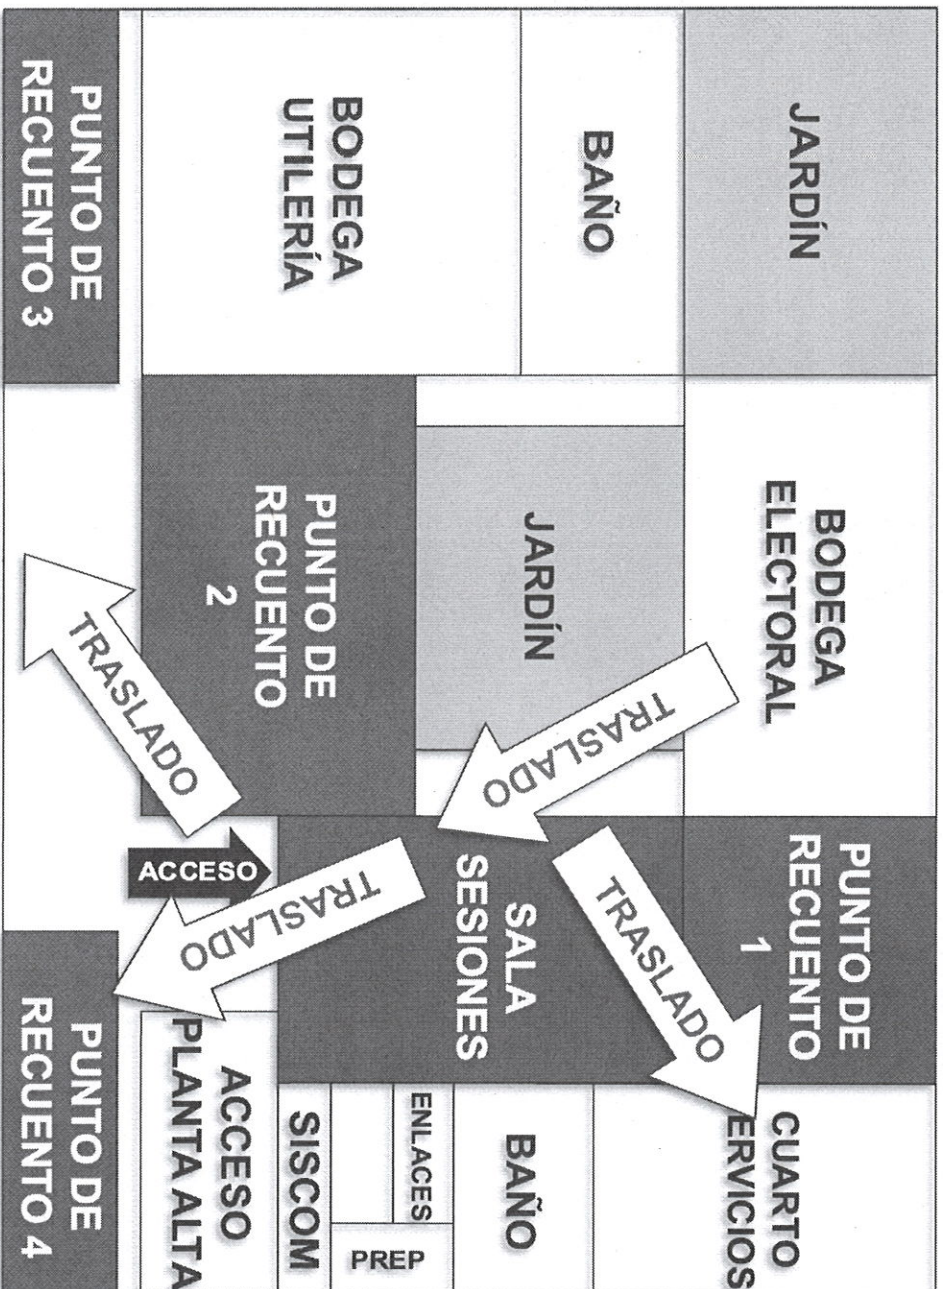 JARDÍN
BODEGA
ELECTORAL
PUNTO DE
RECUENTO
1
CUARTO
ERVICIOS
BAÑO
JARDÍN
TRASLADO
TRASLADO
SALA
SESIONES
BAÑO
ENLACES
PREP
BODEGA
UTILERÍA
PUNTO DE
RECUENTO
2
TRASLADO
SISCOM
TRASLADO
ACCESO
ACCESO
PLANTA ALTA
PUNTO DE
RECUENTO 3
PUNTO DE
RECUENTO 4